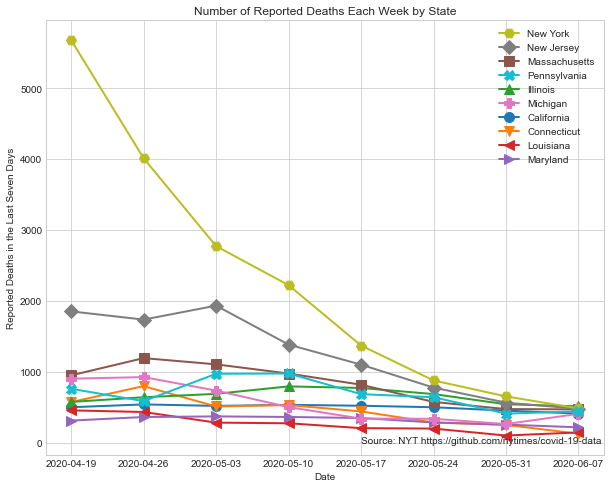 Number of Reported Deaths Each Week by State
New York
New Jersey
Massachusetts
Pennsylvania
Illinois
Michigan
California
Connecticut
Louisiana
Maryland
Reported Deaths in the Last Seven Days
5000
4000
3000
2000
1000
0
Source: NYT https://github.com/nytimes/covid-19-data
2020-04-19
2020-04-26
2020-05-03
2020-05-10
2020-05-17
2020-05-24
2020-05-31
2020-06-07
Date